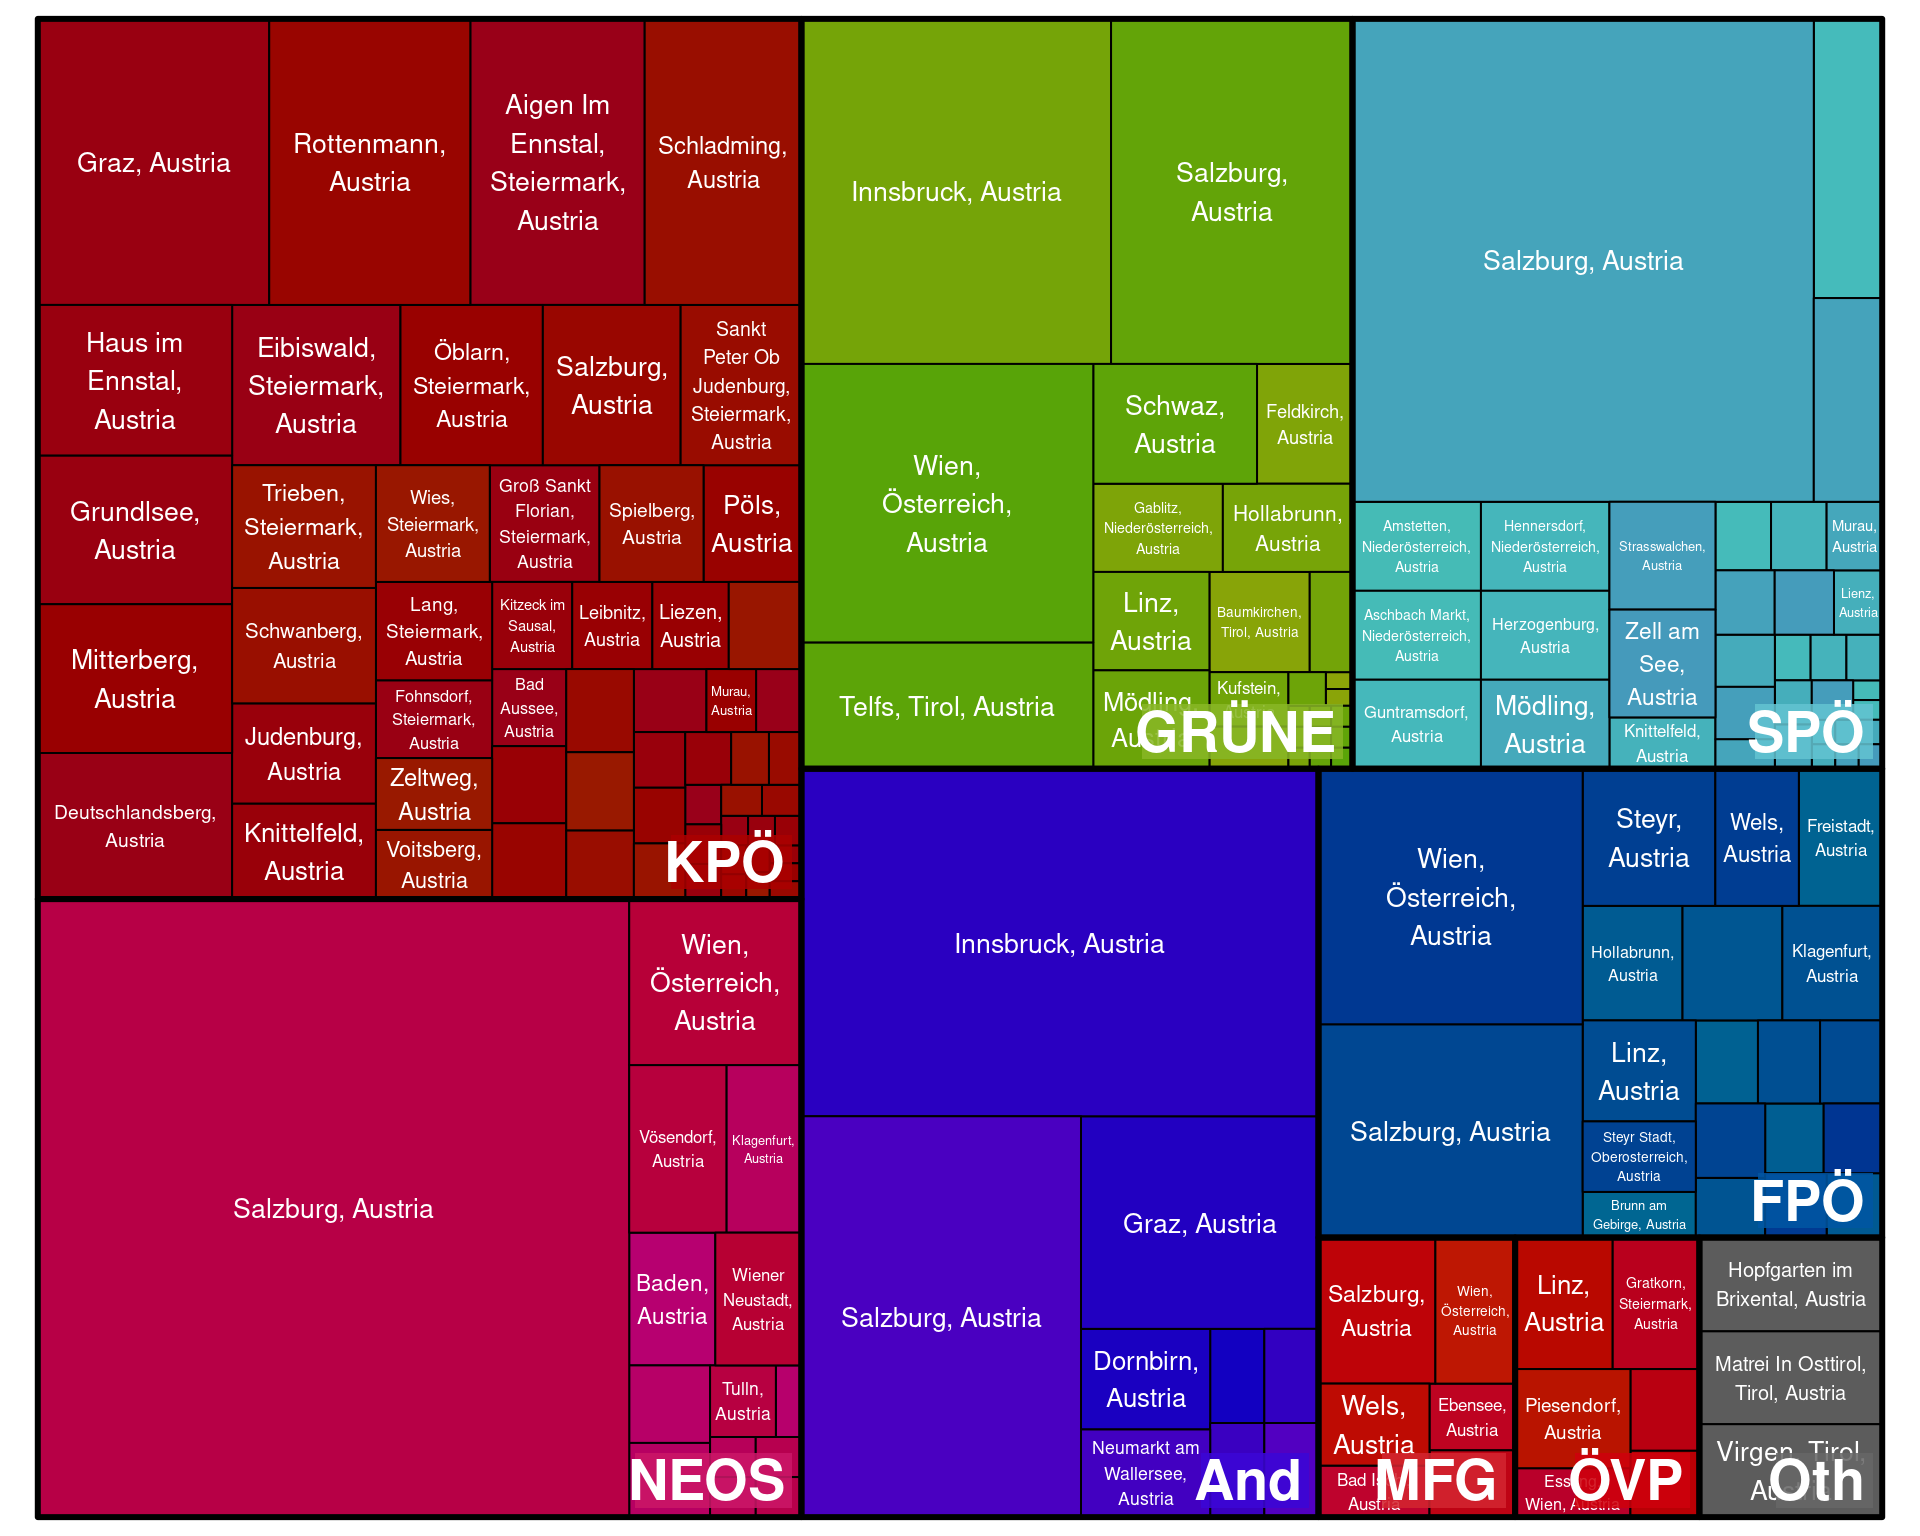 Graz, Austria
Rottenmann,
Austria
Aigen Im
Ennstal,
Steiermark,
Austria
Schladming,
Austria
Haus im
Ennstal,
Austria
Eibiswald,
Steiermark,
Austria
Öblarn,
Steiermark,
Austria
Salzburg,
Austria
Sankt
Peter Ob
Judenburg,
Steiermark,
Austria
Grundlsee,
Austria
Trieben,
Steiermark,
Austria
Wies,
Steiermark,
Austria
Groß Sankt
Florian,
Steiermark,
Austria
Spielberg,
Austria
Pöls,
Austria
Mitterberg,
Austria
Schwanberg,
Austria
Lang,
Steiermark,
Austria
Kitzeck im
Sausal,
Austria
Leibnitz,
Austria
Liezen,
Austria
Judenburg,
Austria
Fohnsdorf,
Steiermark,
Austria
Bad
Aussee,
Austria
Murau,
Austria
Deutschlandsberg,
Austria
Knittelfeld,
Austria
Zeltweg,
Austria
Voitsberg,
Austria
KPÖ
Innsbruck, Austria
Salzburg,
Austria
Wien,
Österreich,
Austria
Schwaz,
Austria
Feldkirch,
Austria
Gablitz,
Niederösterreich,
Austria
Hollabrunn,
Austria
Linz,
Austria
Baumkirchen,
Tirol, Austria
Telfs, Tirol, Austria
Mödling,
Austria
Kufstein,
GRÜNE
Salzburg, Austria
Amstetten,
Niederösterreich,
Austria
Hennersdorf,
Niederösterreich,
Austria
Strasswalchen,
Austria
Murau,
Austria
Aschbach Markt,
Niederösterreich,
Austria
Herzogenburg,
Austria
Zell am
See,
Austria
Lienz,
Austria
Guntramsdorf,
Austria
Mödling,
Austria
Knittelfeld,
Austria
SPÖ
Salzburg, Austria
Wien,
Österreich,
Austria
Vösendorf,
Austria
Klagenfurt,
Austria
Baden,
Austria
Wiener
Neustadt,
Austria
Tulln,
Austria
NEOS
Innsbruck, Austria
Salzburg, Austria
Graz, Austria
Dornbirn,
Austria
Neumarkt am
Wallersee,
Austria
And
Wien,
Österreich,
Austria
Steyr,
Austria
Wels,
Austria
Freistadt,
Austria
Hollabrunn,
Austria
Klagenfurt,
Austria
Salzburg, Austria
Linz,
Austria
Steyr Stadt,
Oberosterreich,
Austria
Brunn am
Gebirge, Austria
FPÖ
Salzburg,
Austria
Wien,
Österreich,
Austria
Wels,
Austria
Ebensee,
Austria
Bad
Austria
MFG
Linz,
Austria
Gratkorn,
Steiermark,
Austria
Piesendorf,
Austria
Wien, Austria
ÖVP
Hopfgarten im
Brixental, Austria
Matrei In Osttirol,
Tirol, Austria
Virgen, Tirol,
Austria
Oth